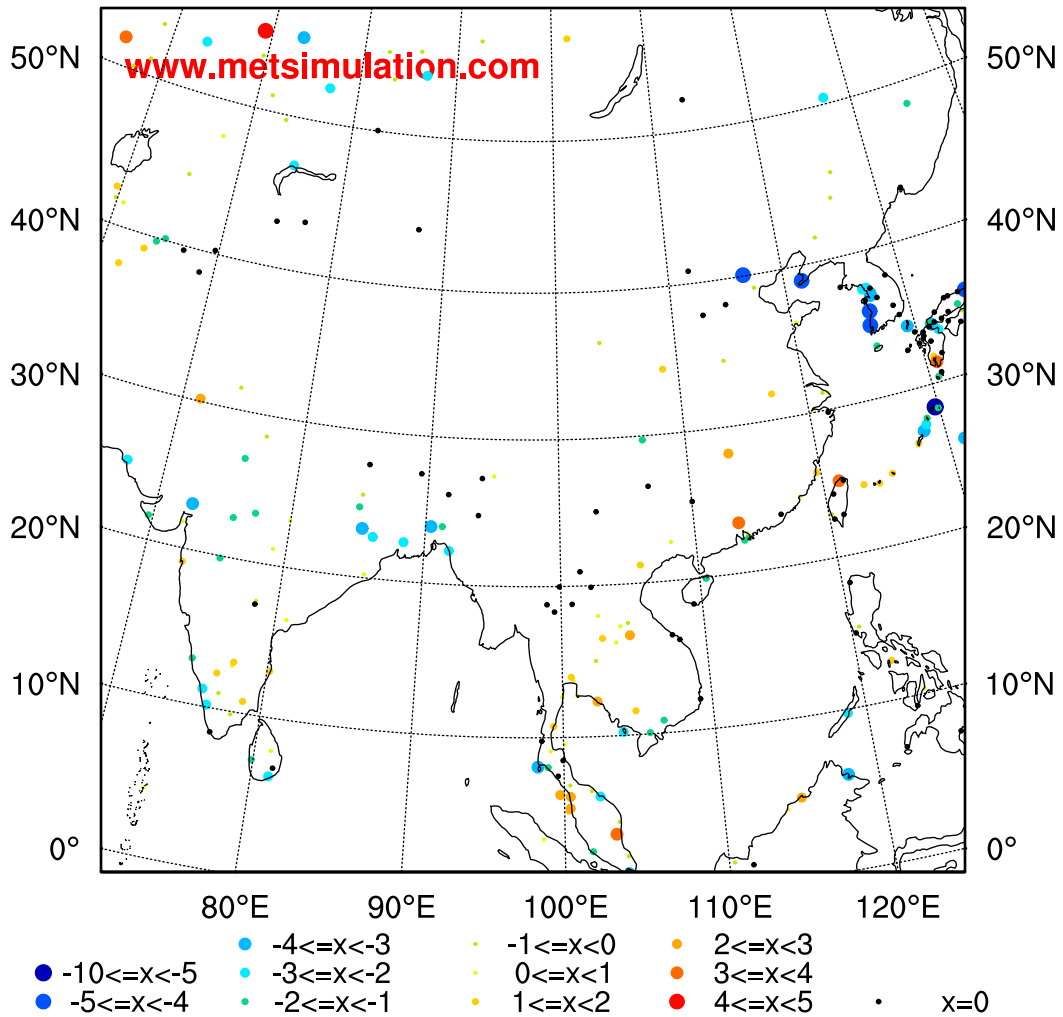 50°N 50°N
www.metsimulation.com
40°N 40°N
30°N 30°N
20°N 20°N
10°N 10°N
0° 0°
80°E 90°E 100°E 110°E 120°E
-4<=x<-3 -1<=x<0 2<=x<3
-10<=x<-5 -3<=x<-2 0<=x<1 3<=x<4
-5<=x<-4 -2<=x<-1 1<=x<2 4<=x<5 x=0